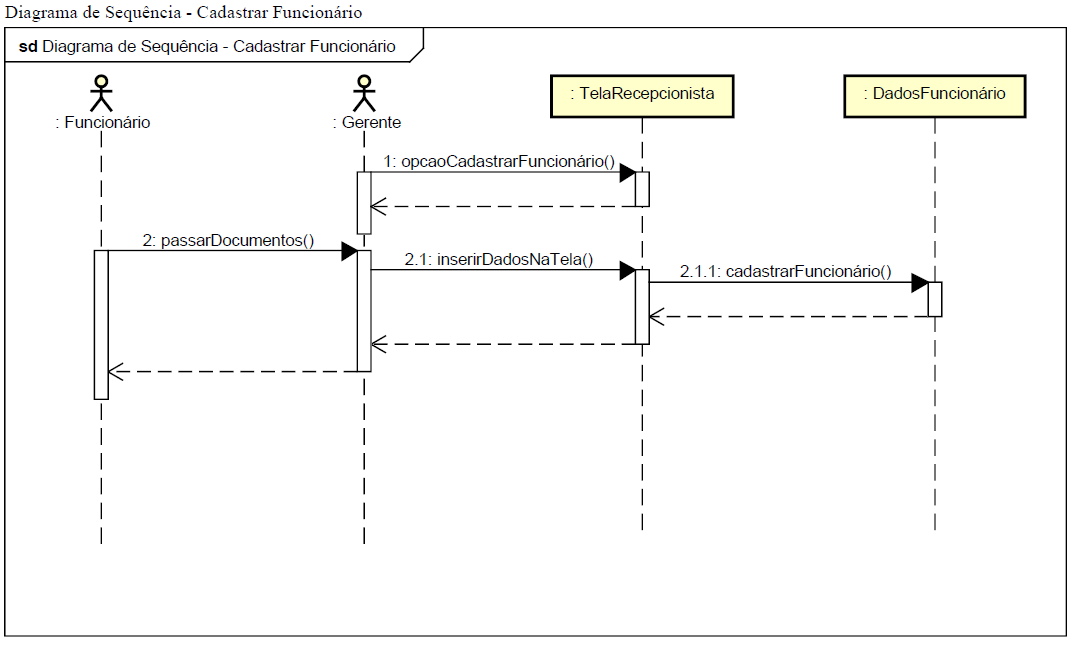 Diagrama de Sequência - Cadastrar Funcionário
sd Diagrama de Sequência - Cadastrar Funcionário
: Funcionário
: Gerente
: TelaRecepcionista
: DadosFuncionário
1: opcaoCadastrarFuncionário()
2: passarDocumentos()
2.1: inserirDadosNaTela()
2.1.1: cadastrarFuncionário()